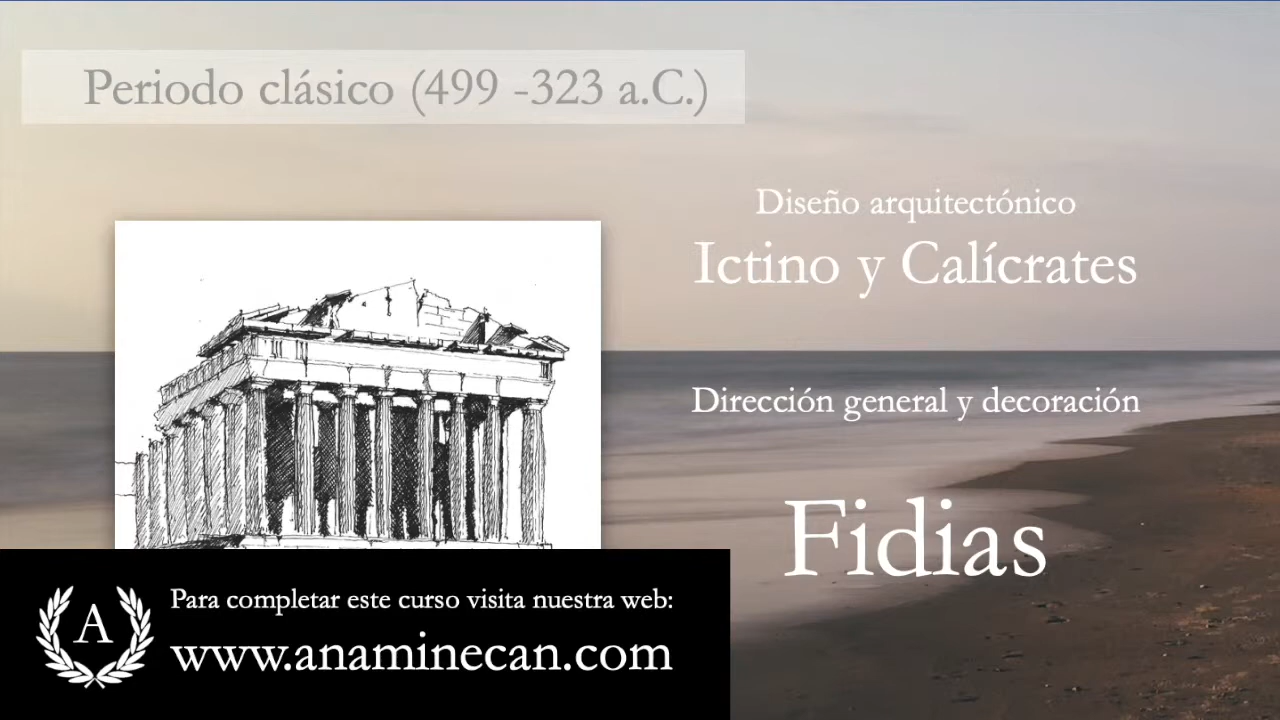 Periodo clásico (499 -323 a.C.)
Diseño arquitectónico
Ictino y Calícrates
Dirección general y decoración
Fidias
A
Para completar este curso visita nuestra web:
www.anaminecan.com